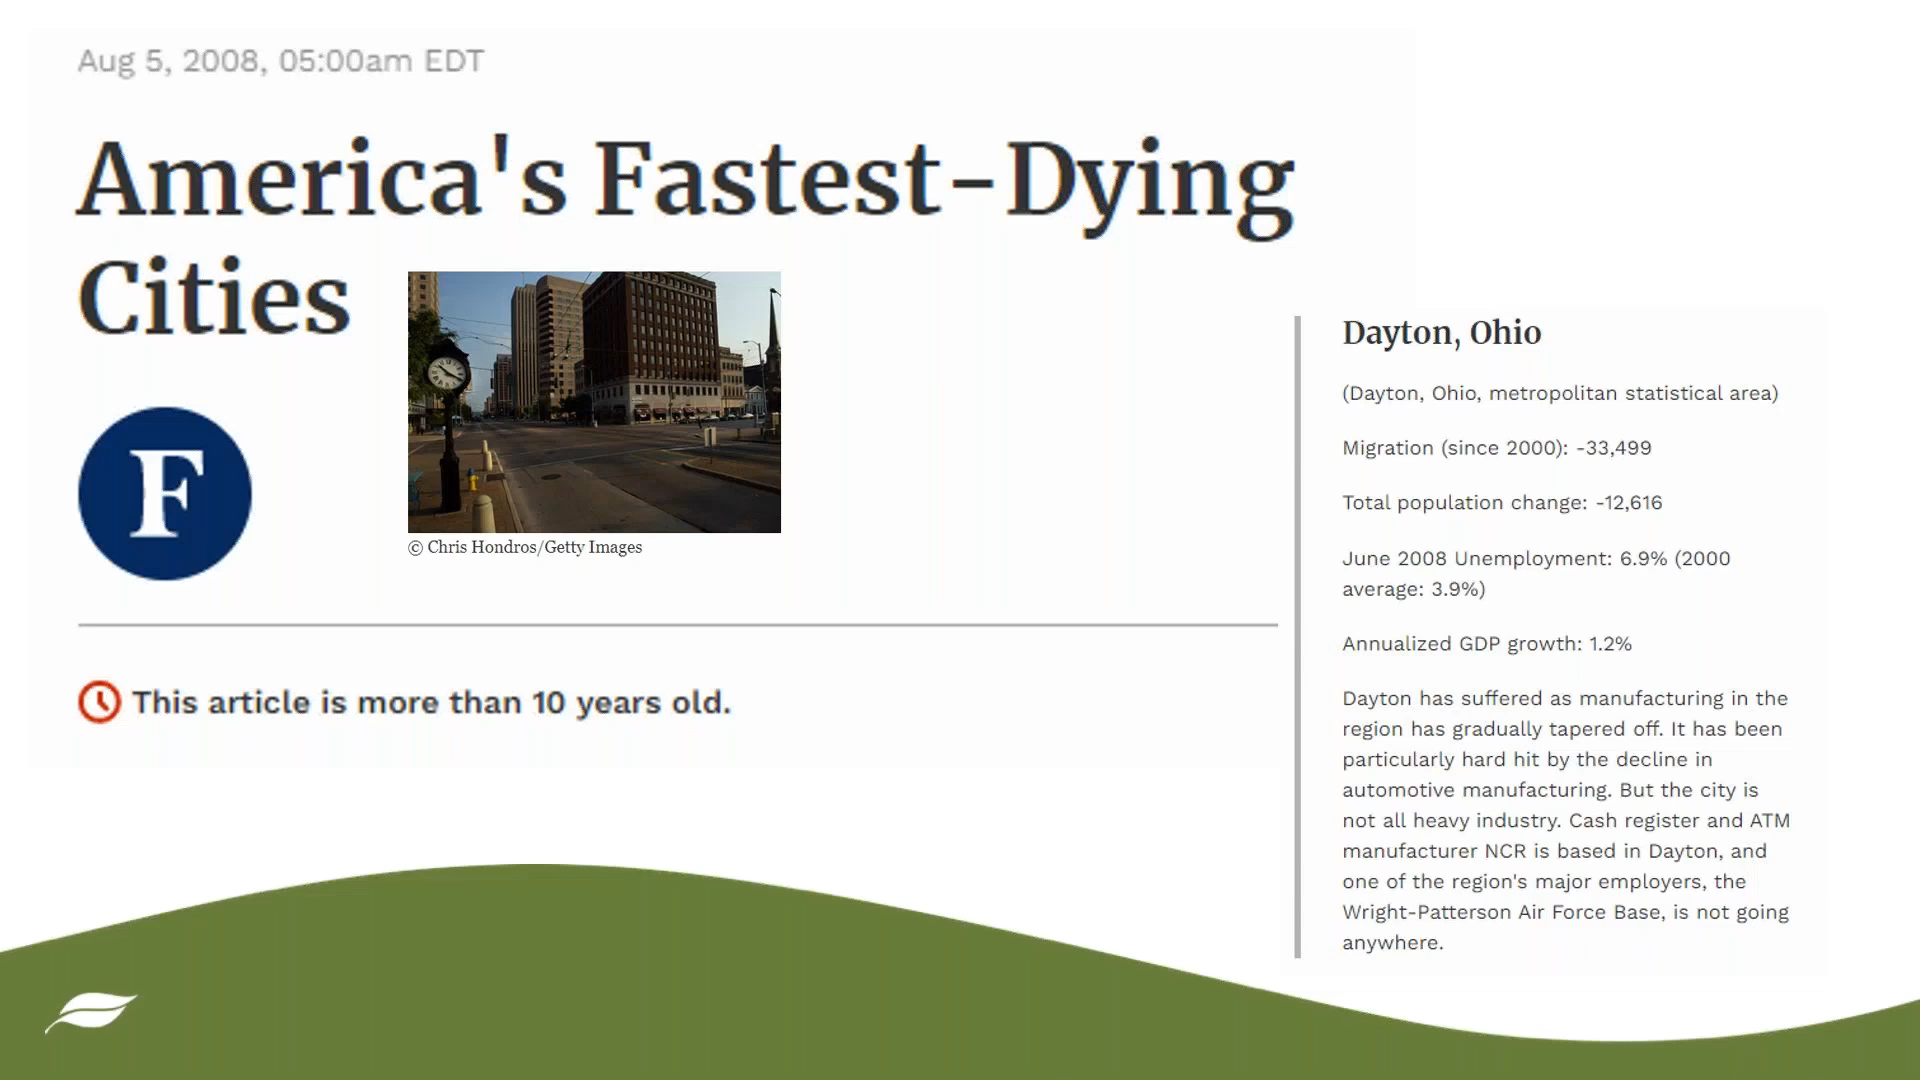 Aug 5, 2008, 05:00am EDT
America's Fastest-Dying
Cities
F
© Chris Hondros/Getty Images
This article is more than 10 years old.
Dayton, Ohio
(Dayton, Ohio, metropolitan statistical area)
Migration (since 2000): -33,499
Total population change: -12,616
June 2008 Unemployment: 6.9% (2000
average: 3.9%)
Annualized GDP growth: 1.2%
Dayton has suffered as manufacturing in the
region has gradually tapered off. It has been
particularly hard hit by the decline in
automotive manufacturing. But the city is
not all heavy industry. Cash register and ATM
manufacturer NCR is based in Dayton, and
one of the region's major employers, the
Wright-Patterson Air Force Base, is not going
anywhere.